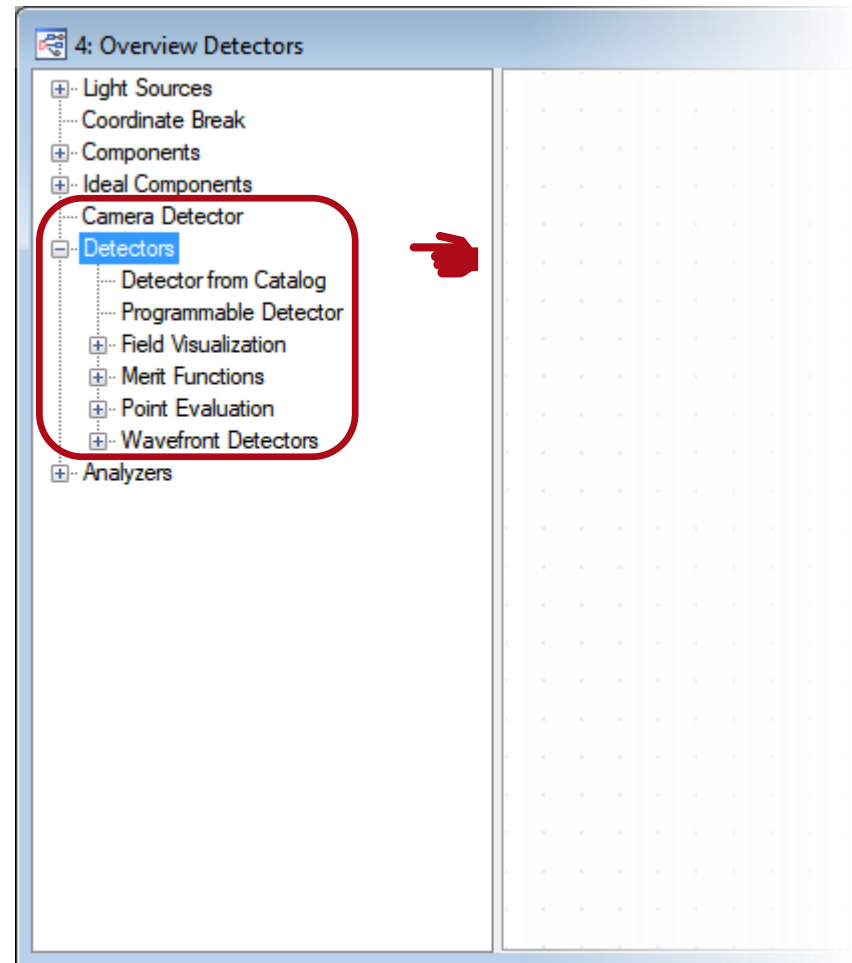 4: Overview Detectors
Light Sources
Coordinate Break
Components
Ideal Components
Camera Detector
Detectors
Detector from Catalog
Programmable Detector
Field Visualization
Merit Functions
Point Evaluation
Wavefront Detectors
Analyzers